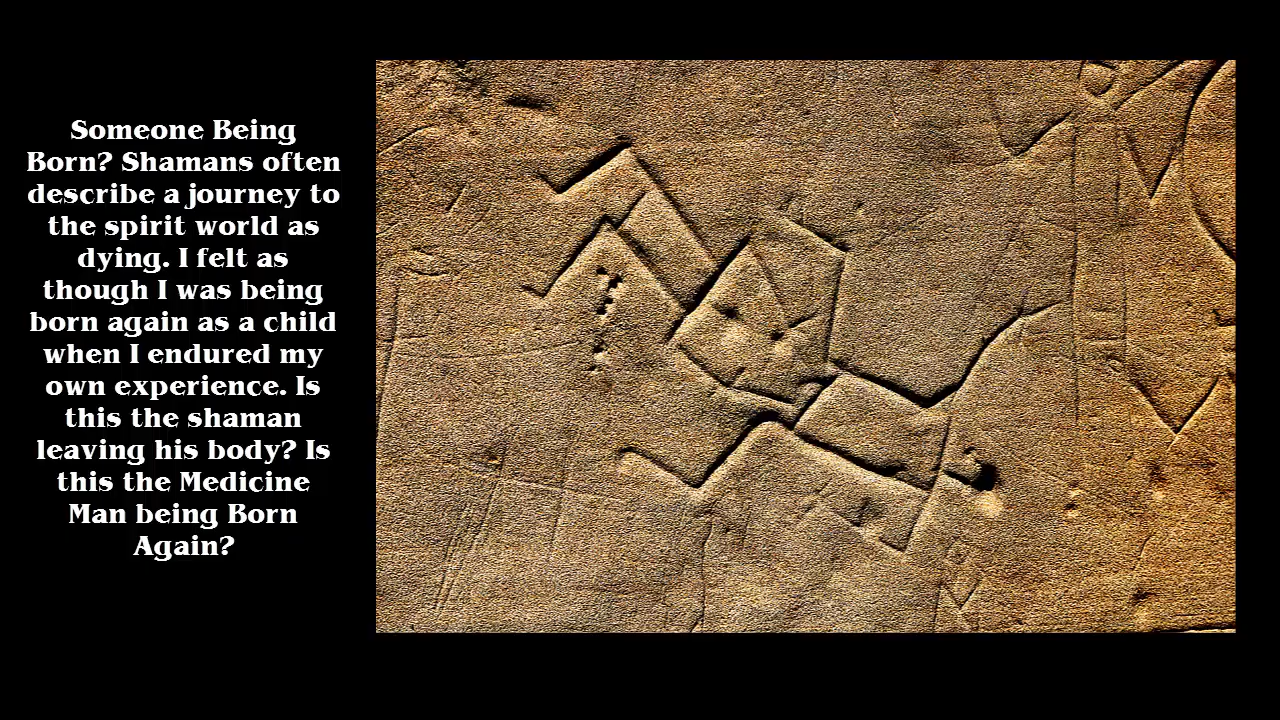 Someone Being
Born? Shamans often
describe a journey to
the spirit world as
dying. I felt as
though I was being
born again as a child
when I endured my
own experience. Is
this the shaman
leaving his body? Is
this the Medicine
Man being Born
Again?